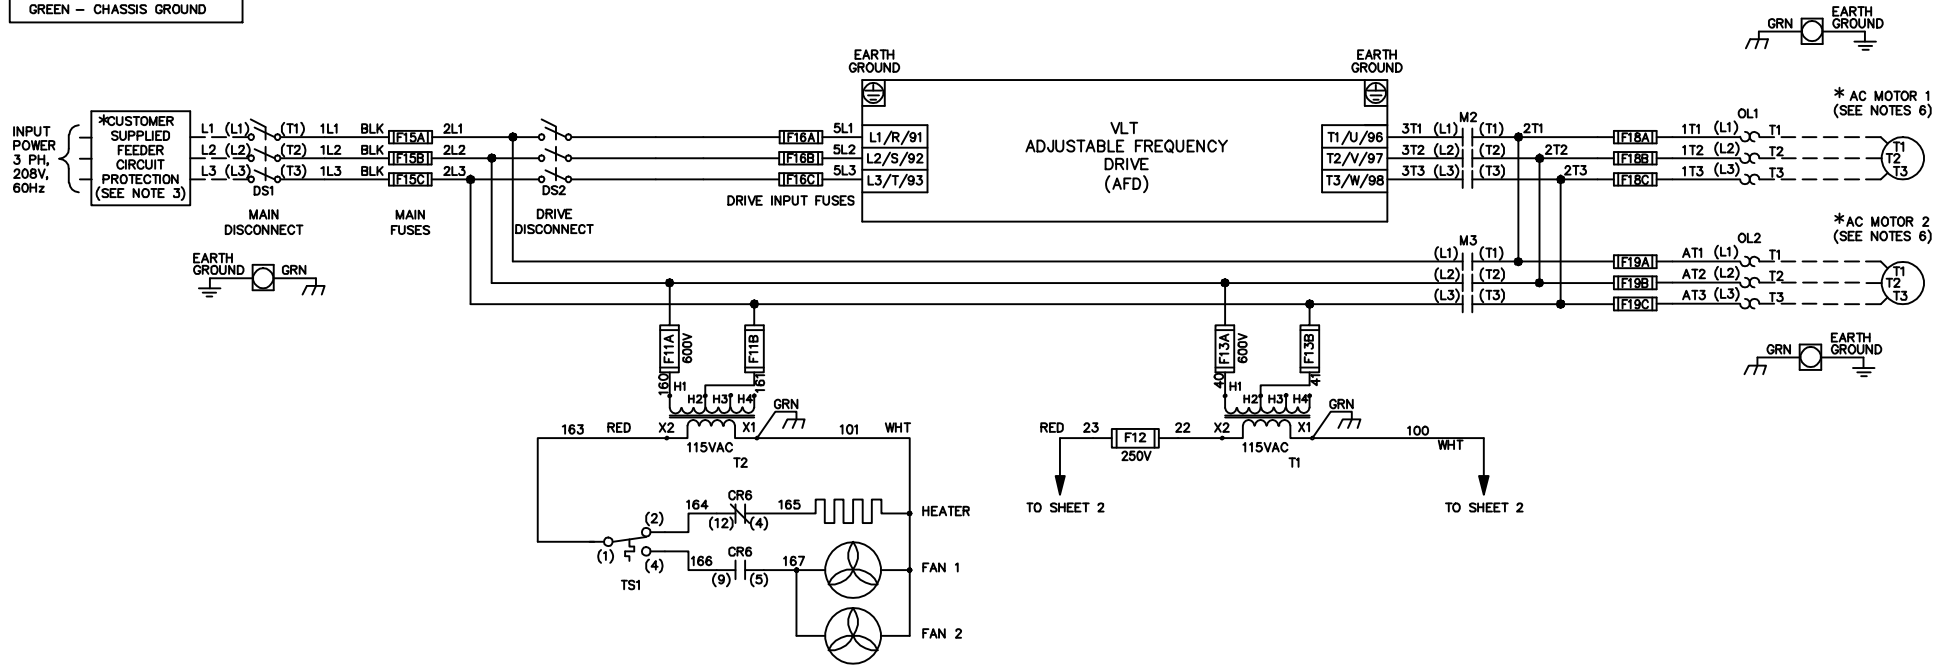 GREEN – CHASSIS GROUND
GRN
EARTH
GROUND
EARTH
GROUND
EARTH
GROUND
INPUT
POWER
3 PH,
208V,
60Hz
*CUSTOMER
SUPPLIED
FEEDER
CIRCUIT
PROTECTION
(SEE NOTE 3)
L1 (L1) (T1) 1L1 BLK F15A 2L1
L2 (L2) (T2) 1L2 BLK F15B 2L2
L3 (L3) (T3) 1L3 BLK F15C 2L3
DS1
MAIN
DISCONNECT
MAIN
FUSES
DS2
DRIVE
DISCONNECT
F16A 5L1 L1/R/91
F16B 5L2 L2/S/92
F16C 5L3 L3/T/93
DRIVE INPUT FUSES
VLT
ADJUSTABLE FREQUENCY
DRIVE
(AFD)
M2
T1/U/96 3T1 (L1) (T1) 2T1 F18A 1T1 (L1) T1
T2/V/97 3T2 (L2) (T2) 2T2 F18B 1T2 (L2) T2
T3/W/98 3T3 (L3) (T3) 2T3 F18C 1T3 (L3) T3
OL1
* AC MOTOR 1
(SEE NOTES 6)
T1
T2
T3
M3
(L1) (T1) F19A AT1 (L1) T1
(L2) (T2) F19B AT2 (L2) T2
(L3) (T3) F19C AT3 (L3) T3
OL2
*AC MOTOR 2
(SEE NOTES 6)
T1
T2
T3
EARTH
GROUND GRN
GRN
EARTH
GROUND
F11A
600V
F11B
160
161
H1
H2 H3 H4
GRN
163 RED X2 X1 101 WHT
115VAC
T2
F13A
600V
F13B
40
41
H1
H2 H3 H4
GRN
RED 23 F12 22 X2 X1 100
WHT
250V
115VAC
T1
TO SHEET 2
TO SHEET 2
164 CR6 165
(2) (12) (4)
HEATER
(1)
(4)
TS1
166 CR6 167
(9) (5)
FAN 1
FAN 2